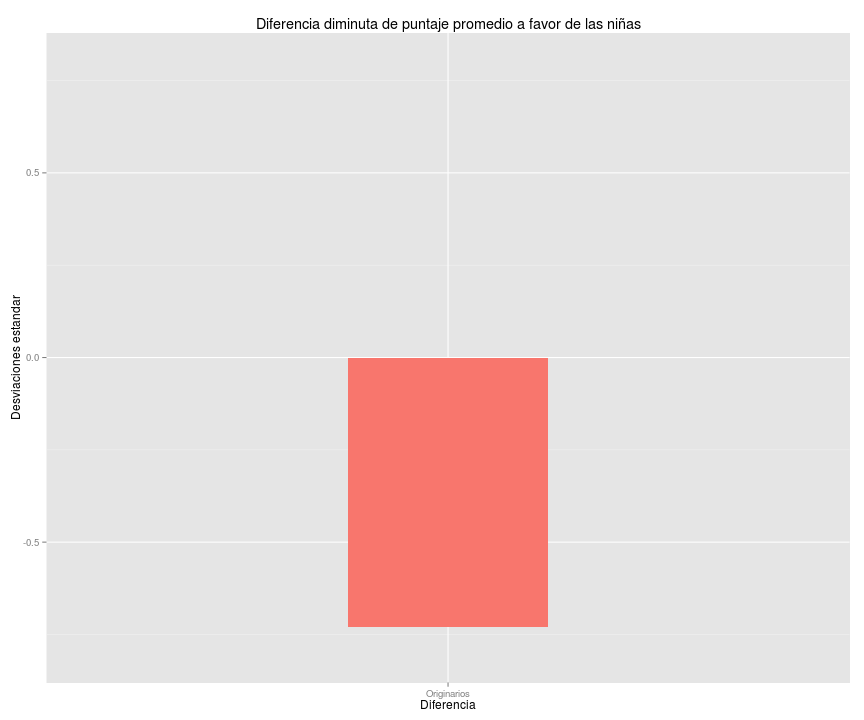 Diferencia diminuta de puntaje promedio a favor de las niñas
0.5
0.0
-0.5
Desviaciones estandar
Originarios
Diferencia